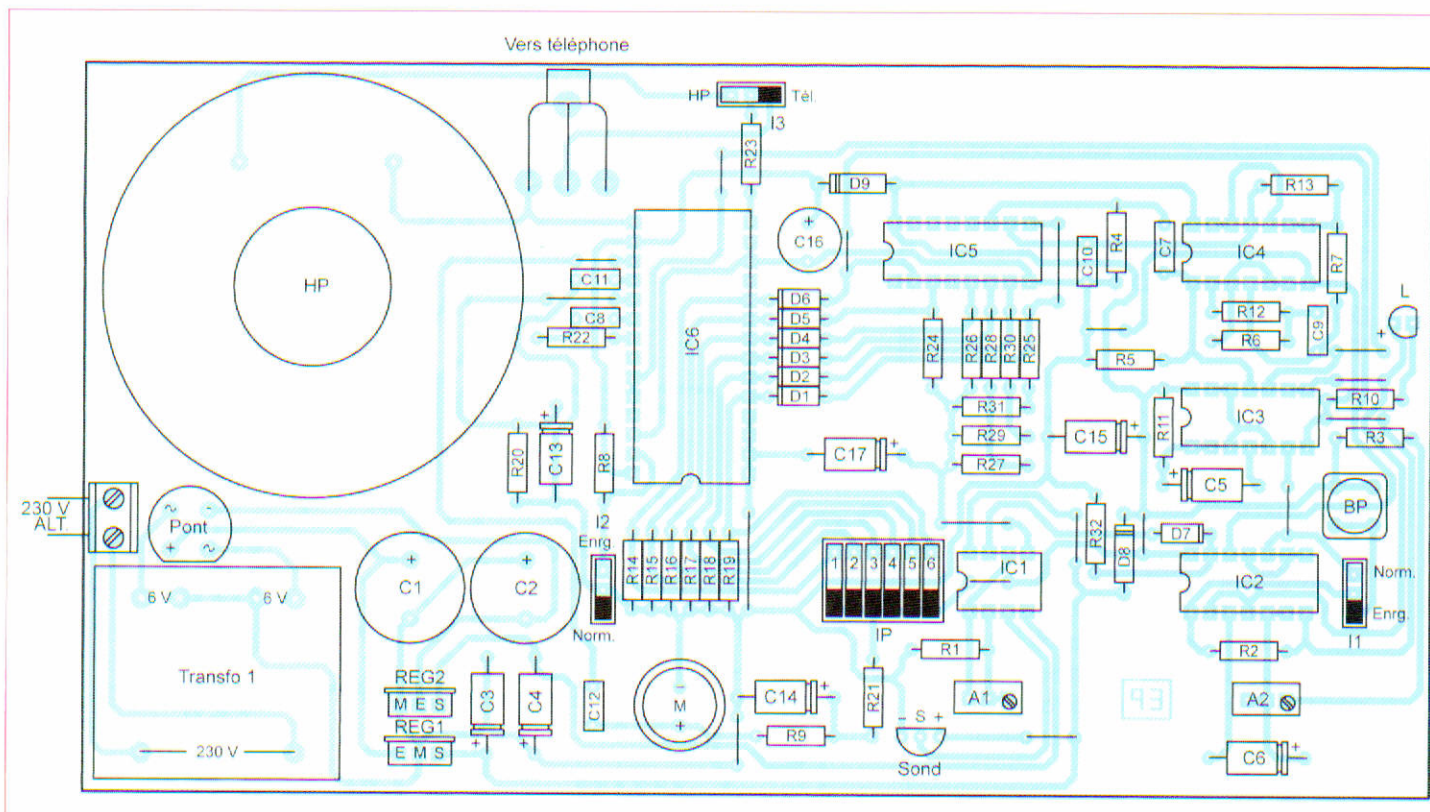 Vers téléphone
HP Tél.
I3
R23
HP
D9
R13
C16
IC5
R4
C10
C7
IC4
R7
C11
C8
R22
IC6
D6
D5
D4
D3
D2
D1
R24
R26
R28
R30
R25
R12
R6
C9
L
+
R5
R31
R29
R27
C15
R11
IC3
R10
R3
R20
C13
R8
C17
C5
BP
230 V
ALT.
~ -
Pont
+ ~
I2
Enrg.
Norm.
C1
C2
R14
R15
R16
R17
R18
R19
1 2 3 4 5 6
IP
IC1
R32
D8
D7
IC2
Norm.
Enrg.
I1
6 V 6 V
Transfo 1
230 V
REG2
M E S
REG1
E M S
C3
C4
C12
-
M
+
C14
R9
R21
R1
- S +
Sond
A1
R2
A2
C6